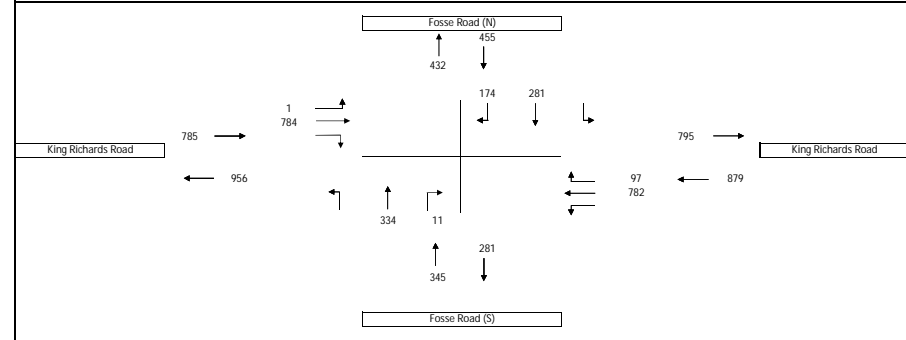 Fosse Road (N)
455
432
174 281
1
784
785 795
King Richards Road King Richards Road
956 97 879
782
334 11
281
345
Fosse Road (S)